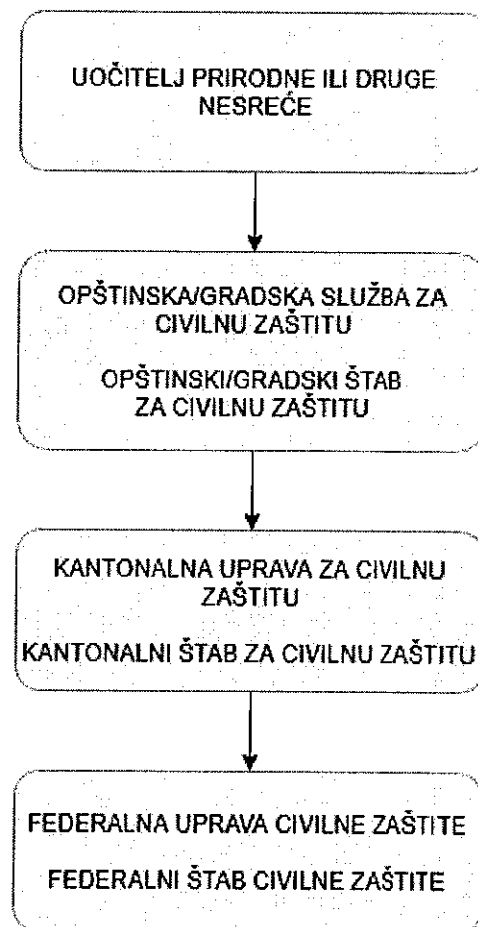 UOČITELJ PRIRODNE ILI DRUGE
NESREĆE
OPŠTINSKA/GRADSKA SLUŽBA ZA
CIVILNU ZAŠTITU
OPŠTINSKI/GRADSKI ŠTAB
ZA CIVILNU ZAŠTITU
KANTONALNA UPRAVA ZA CIVILNU
ZAŠTITU
KANTONALNI ŠTAB ZA CIVILNU ZAŠTITU
FEDERALNA UPRAVA CIVILNE ZAŠTITE
FEDERALNI ŠTAB CIVILNE ZAŠTITE